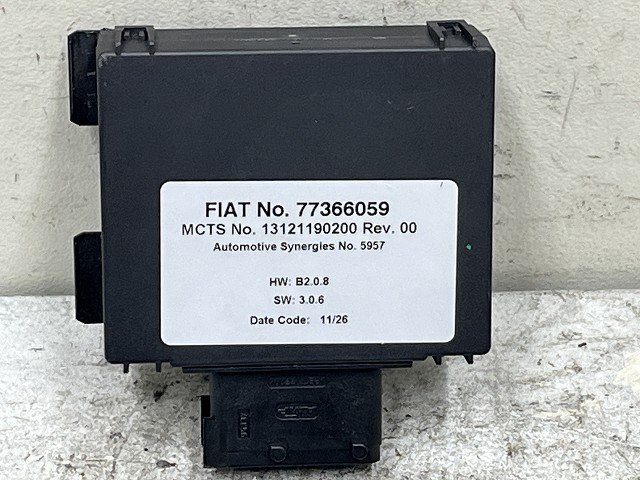 FIAT No. 77366059
MCTS No. 13121190200 Rev. 00
Automotive Synergies No. 5957
HW: B2.0.8
SW: 3.0.6
Date Code: 11/26